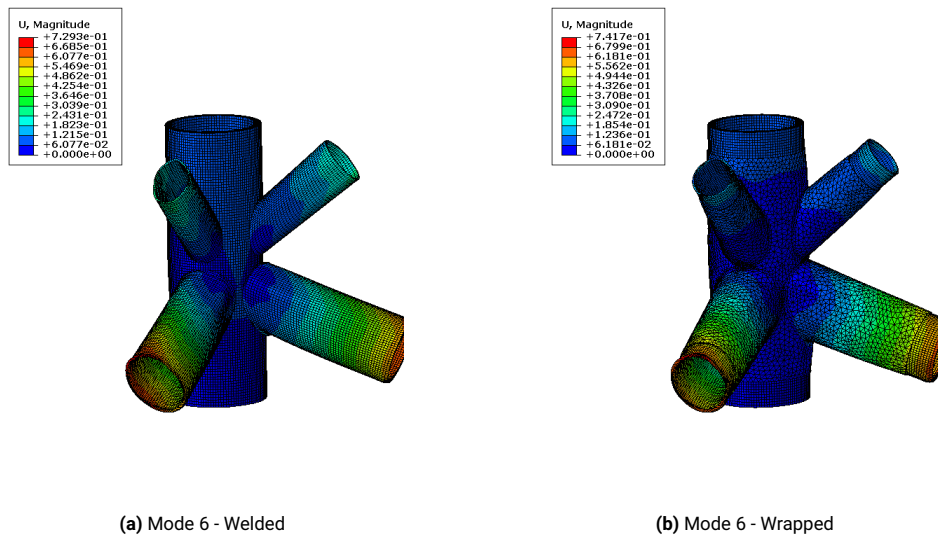 U, Magnitude
+7.293e-01
+6.685e-01
+6.077e-01
+5.469e-01
+4.862e-01
+4.254e-01
+3.646e-01
+3.039e-01
+2.431e-01
+1.823e-01
+1.215e-01
+6.077e-02
+0.000e+00
U, Magnitude
+7.417e-01
+6.799e-01
+6.181e-01
+5.562e-01
+4.944e-01
+4.326e-01
+3.708e-01
+3.090e-01
+2.472e-01
+1.854e-01
+1.236e-01
+6.181e-02
+0.000e+00
(a) Mode 6 - Welded
(b) Mode 6 - Wrapped